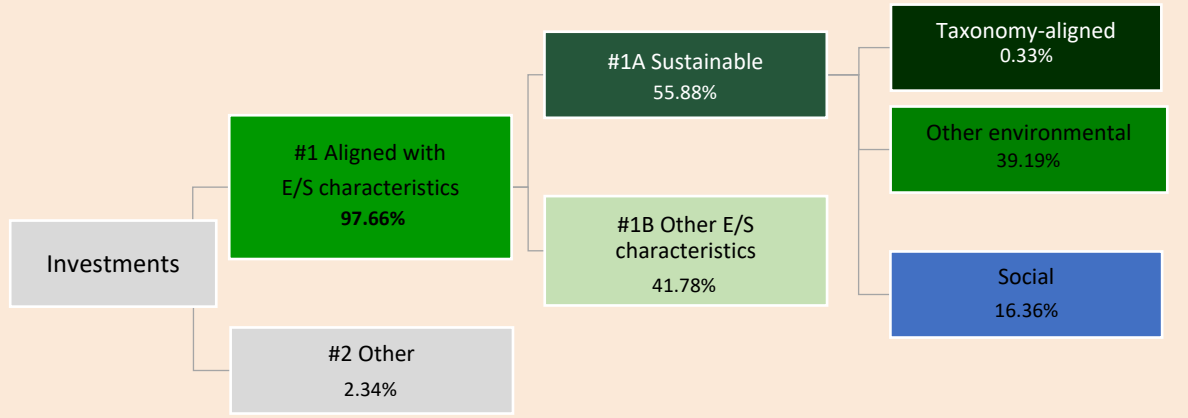 Investments
#1 Aligned with
E/S characteristics
97.66%
#2 Other
2.34%
#1A Sustainable
55.88%
#1B Other E/S
characteristics
41.78%
Taxonomy-aligned
0.33%
Other environmental
39.19%
Social
16.36%